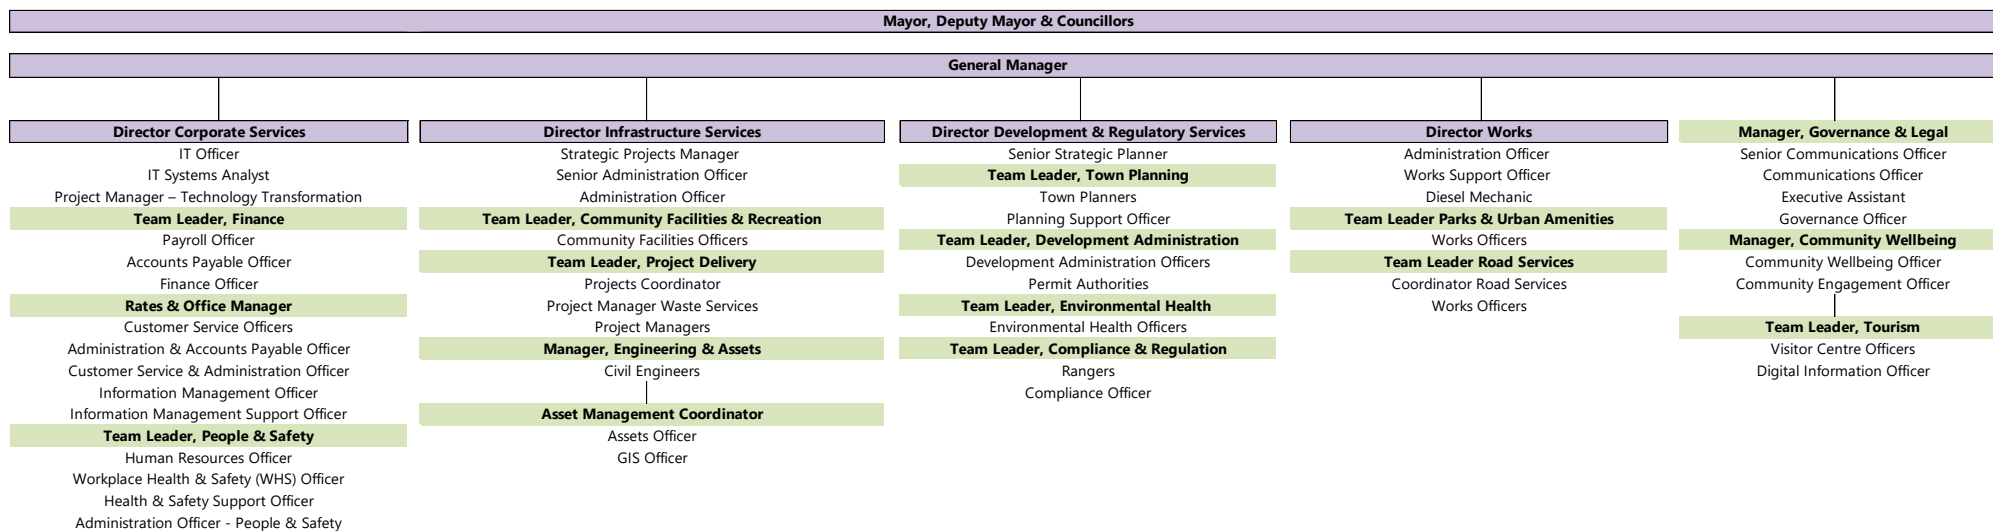 Mayor, Deputy Mayor & Councillors
General Manager
Director Corporate Services
IT Officer
IT Systems Analyst
Project Manager – Technology Transformation
Team Leader, Finance
Payroll Officer
Accounts Payable Officer
Finance Officer
Rates & Office Manager
Customer Service Officers
Administration & Accounts Payable Officer
Customer Service & Administration Officer
Information Management Officer
Information Management Support Officer
Team Leader, People & Safety
Human Resources Officer
Workplace Health & Safety (WHS) Officer
Health & Safety Support Officer
Administration Officer - People & Safety
Director Infrastructure Services
Strategic Projects Manager
Senior Administration Officer
Administration Officer
Team Leader, Community Facilities & Recreation
Community Facilities Officers
Team Leader, Project Delivery
Projects Coordinator
Project Manager Waste Services
Project Managers
Manager, Engineering & Assets
Civil Engineers
Asset Management Coordinator
Assets Officer
GIS Officer
Director Development & Regulatory Services
Senior Strategic Planner
Team Leader, Town Planning
Town Planners
Planning Support Officer
Team Leader, Development Administration
Development Administration Officers
Permit Authorities
Team Leader, Environmental Health
Environmental Health Officers
Team Leader, Compliance & Regulation
Rangers
Compliance Officer
Director Works
Administration Officer
Works Support Officer
Diesel Mechanic
Team Leader Parks & Urban Amenities
Works Officers
Team Leader Road Services
Coordinator Road Services
Works Officers
Manager, Governance & Legal
Senior Communications Officer
Communications Officer
Executive Assistant
Governance Officer
Manager, Community Wellbeing
Community Wellbeing Officer
Community Engagement Officer
Team Leader, Tourism
Visitor Centre Officers
Digital Information Officer